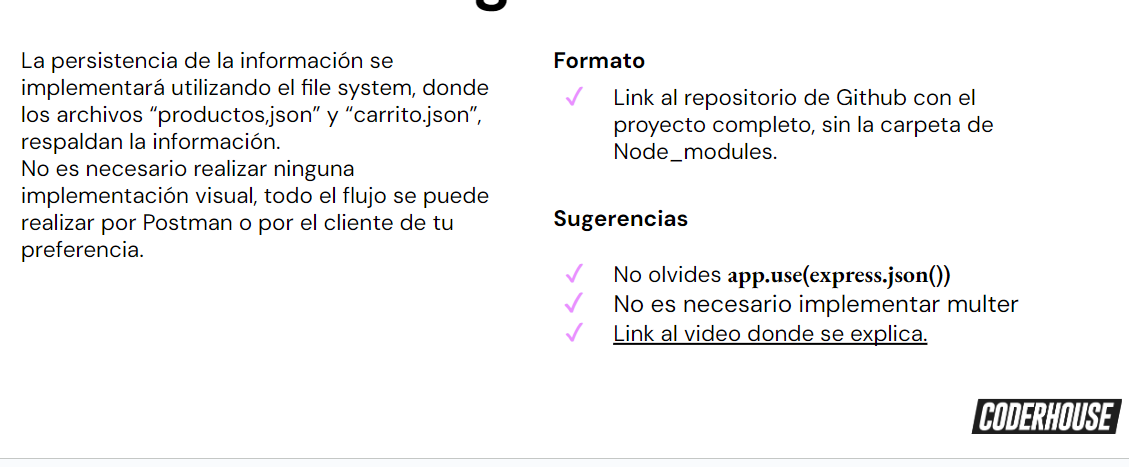 La persistencia de la información se
implementará utilizando el file system, donde
los archivos “productos,json” y “carrito.json”,
respaldan la información.
No es necesario realizar ninguna
implementación visual, todo el flujo se puede
realizar por Postman o por el cliente de tu
preferencia.
Formato
✓ Link al repositorio de Github con el
proyecto completo, sin la carpeta de
Node_modules.
Sugerencias
✓ No olvides app.use(express.json())
✓ No es necesario implementar multer
✓ Link al video donde se explica.
CODERHOUSE